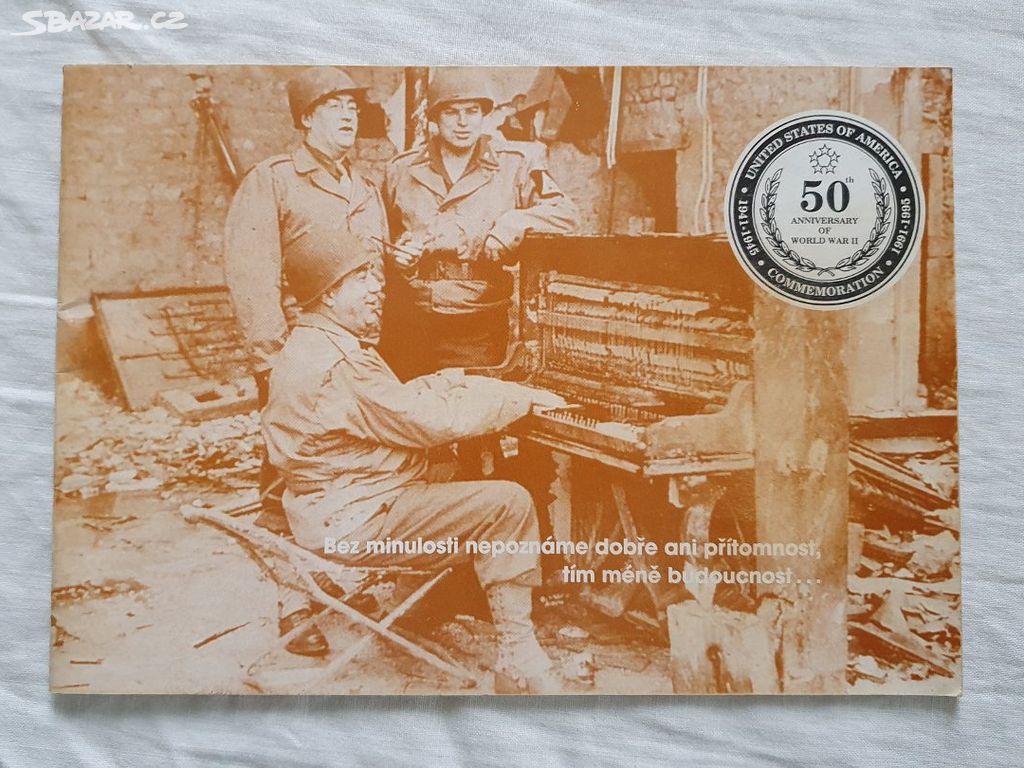 SBAZAR.CZ
UNITED STATES OF AMERICA
50th
ANNIVERSARY
OF
WORLD WAR II
1941-1945
1991-1995
COMMEMORATION
Bez minulosti nepoznáme dobře ani přítomnost,
tím méně budoucnost...